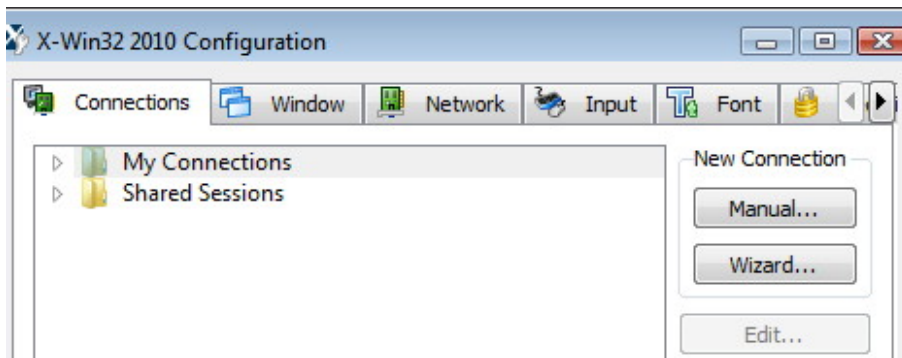 X-Win32 2010 Configuration
Connections Window Network Input Font
My Connections
Shared Sessions
New Connection
Manual...
Wizard...
Edit...